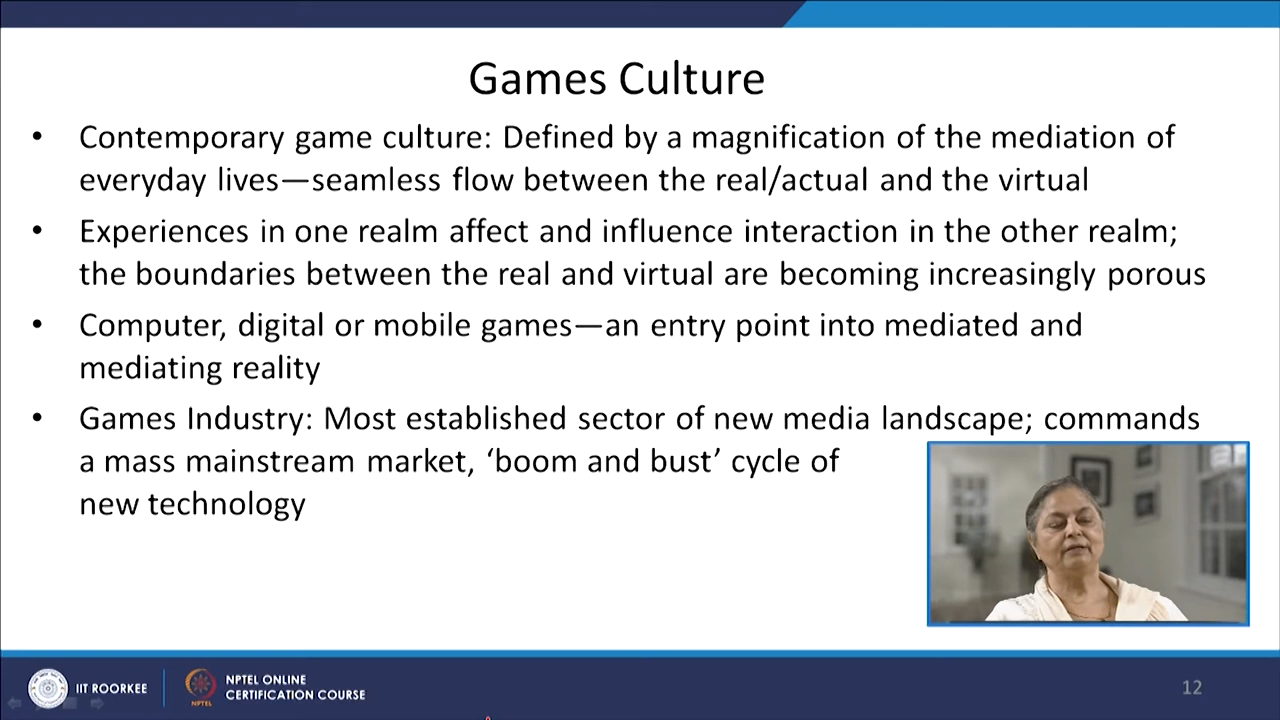 Games Culture
• Contemporary game culture: Defined by a magnification of the mediation of
everyday lives—seamless flow between the real/actual and the virtual
• Experiences in one realm affect and influence interaction in the other realm;
the boundaries between the real and virtual are becoming increasingly porous
• Computer, digital or mobile games—an entry point into mediated and
mediating reality
• Games Industry: Most established sector of new media landscape; commands
a mass mainstream market, ‘boom and bust’ cycle of
new technology
IIT ROORKEE
NPTEL
NPTEL ONLINE
CERTIFICATION COURSE
12